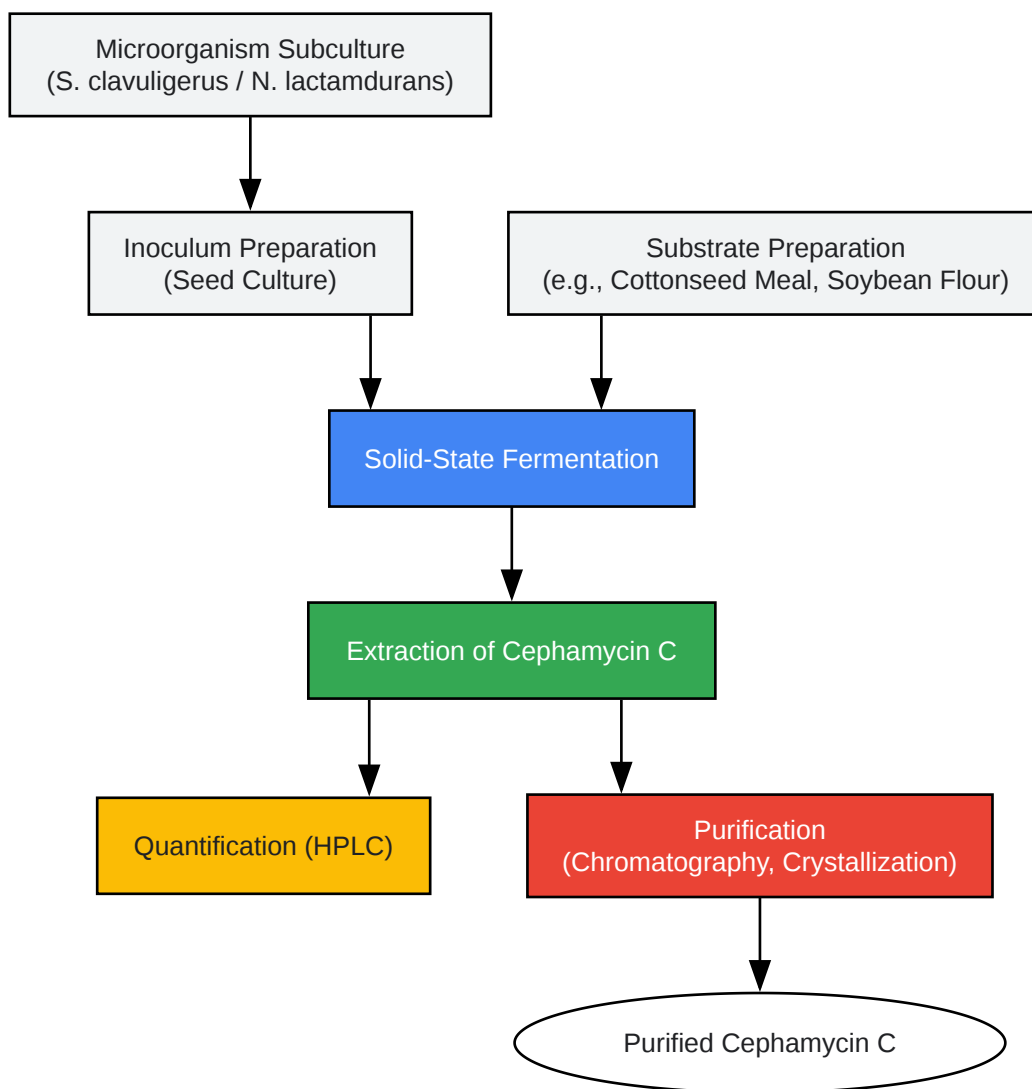 Microorganism Subculture
(S. clavuligerus / N. lactamdurans)
Inoculum Preparation
(Seed Culture)
Substrate Preparation
(e.g., Cottonseed Meal, Soybean Flour)
Solid-State Fermentation
Extraction of Cephamycin C
Quantification (HPLC)
Purification
(Chromatography, Crystallization)
Purified Cephamycin C